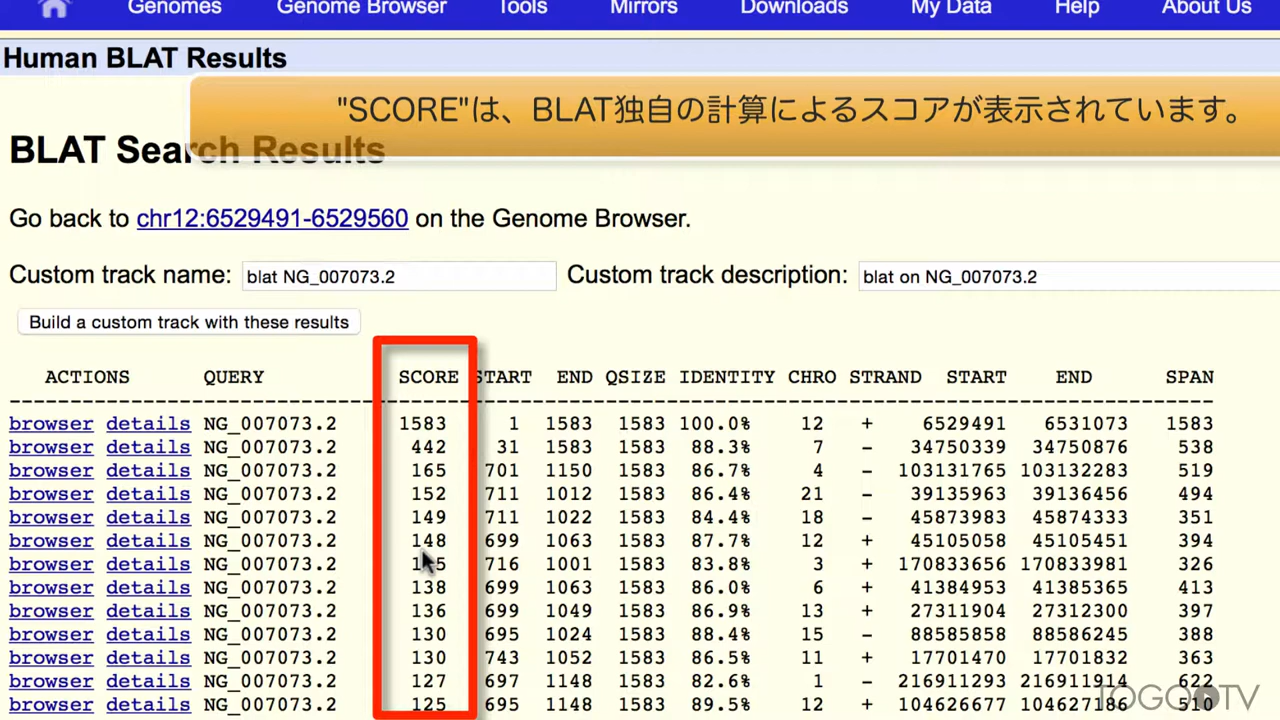 Genomes Genome Browser Tools Mirrors Downloads My Data Help About Us
Human BLAT Results
"SCORE"は、BLAT独自の計算によるスコアが表示されています。
BLAT Search Results
Go back to chr12:6529491-6529560 on the Genome Browser.
Custom track name: blat NG_007073.2 Custom track description: blat on NG_007073.2
Build a custom track with these results
ACTIONS QUERY SCORE START END QSIZE IDENTITY CHRO STRAND START END SPAN
browser details NG_007073.2 1583 1 1583 1583 100.0% 12 + 6529491 6531073 1583
browser details NG_007073.2 442 31 1583 1583 88.3% 7 - 34750339 34750876 538
browser details NG_007073.2 165 701 1150 1583 86.7% 4 - 103131765 103132283 519
browser details NG_007073.2 152 711 1012 1583 86.4% 21 - 39135963 39136456 494
browser details NG_007073.2 149 711 1022 1583 84.4% 18 - 45873983 45874333 351
browser details NG_007073.2 148 699 1063 1583 87.7% 12 + 45105058 45105451 394
browser details NG_007073.2 716 1001 1583 83.8% 3 + 170833656 170833981 326
browser details NG_007073.2 138 699 1063 1583 86.0% 6 + 41384953 41385365 413
browser details NG_007073.2 136 699 1049 1583 86.9% 13 + 27311904 27312300 397
browser details NG_007073.2 130 695 1024 1583 88.4% 15 - 88585858 88586245 388
browser details NG_007073.2 130 743 1052 1583 86.5% 11 + 17701470 17701832 363
browser details NG_007073.2 127 697 1148 1583 82.6% 1 - 216911293 216911914 622
browser details NG_007073.2 125 695 1148 1583 89.5% 12 + 104626677 104627186 510
TOGO TV